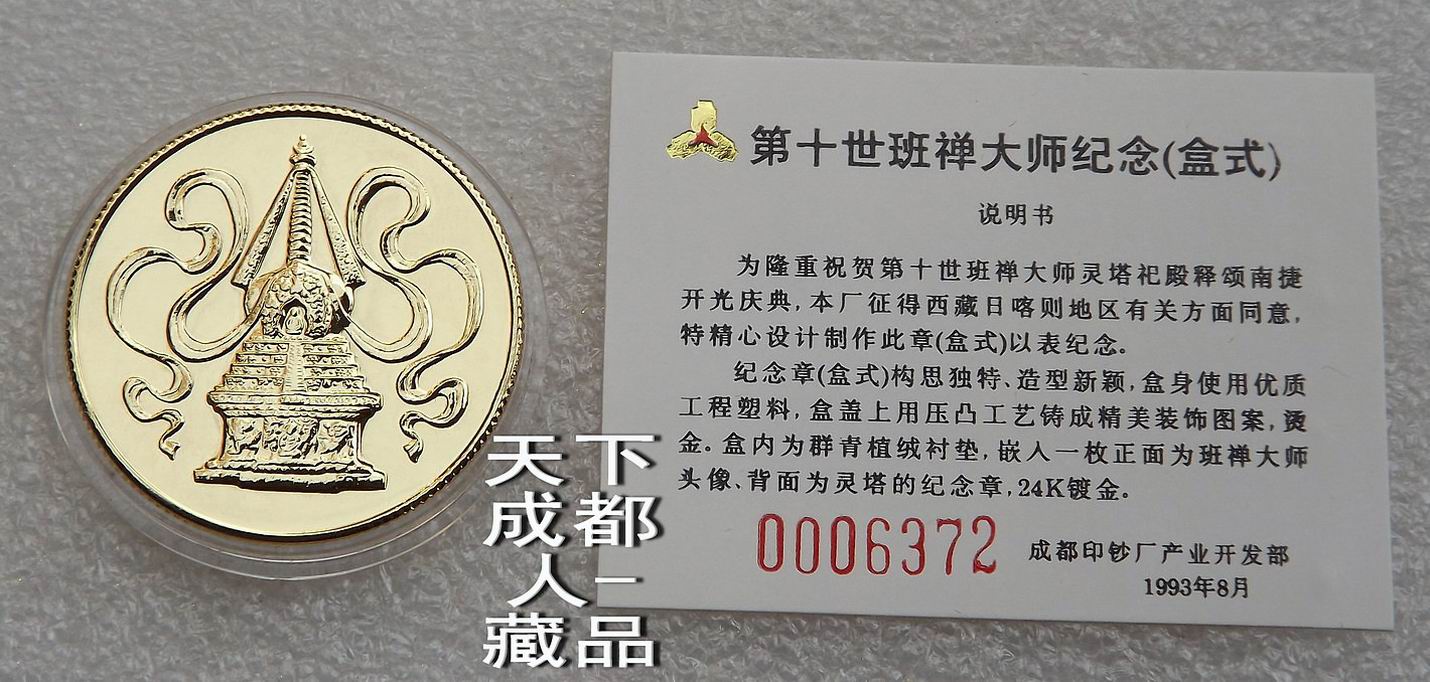 第十世班禅大师纪念(盒式)
说明书
为隆重祝贺第十世班禅大师灵塔祀殿释颂南捷
开光庆典，本厂征得西藏日喀则地区有关方面同意，
特精心设计制作此章(盒式)以表纪念。
纪念章(盒式)构思独特、造型新颖，盒身使用优质
工程塑料，盒盖上用压凸工艺铸成精美装饰图案，烫
金。盒内为群青植绒衬垫，嵌人一枚正面为班禅大师
头像、背面为灵塔的纪念章，24K镀金。
0006372
成都印钞厂产业开发部
1993年8月
天下
成都
人一
藏品